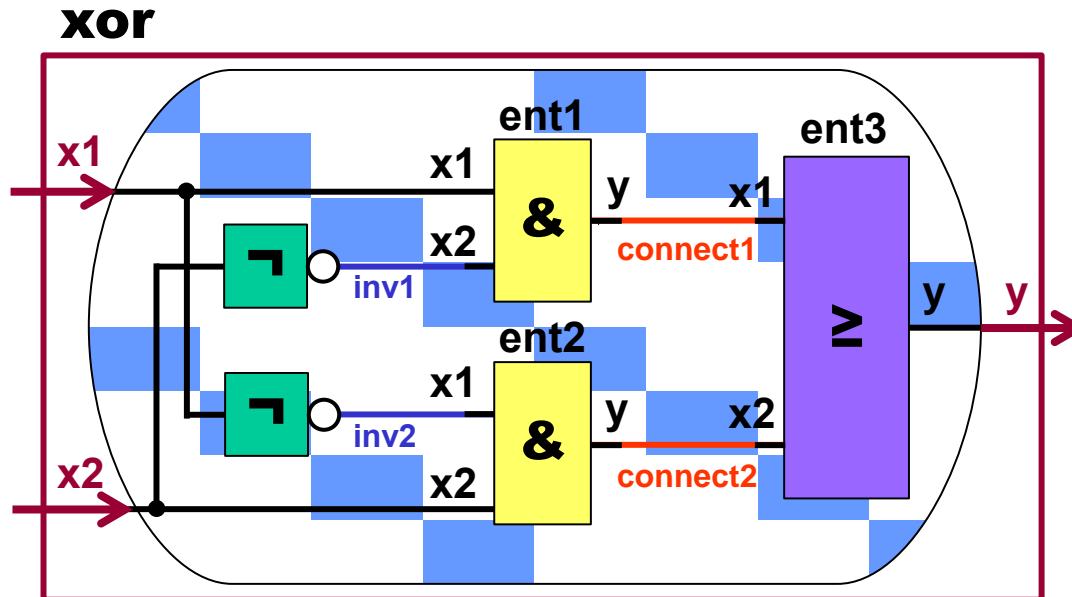 xor
x1
x2
ent1
x1
x2
&
y
¬
inv1
connect1
ent2
x1
x2
&
y
¬
inv2
connect2
ent3
x1
x2
≥
y
y